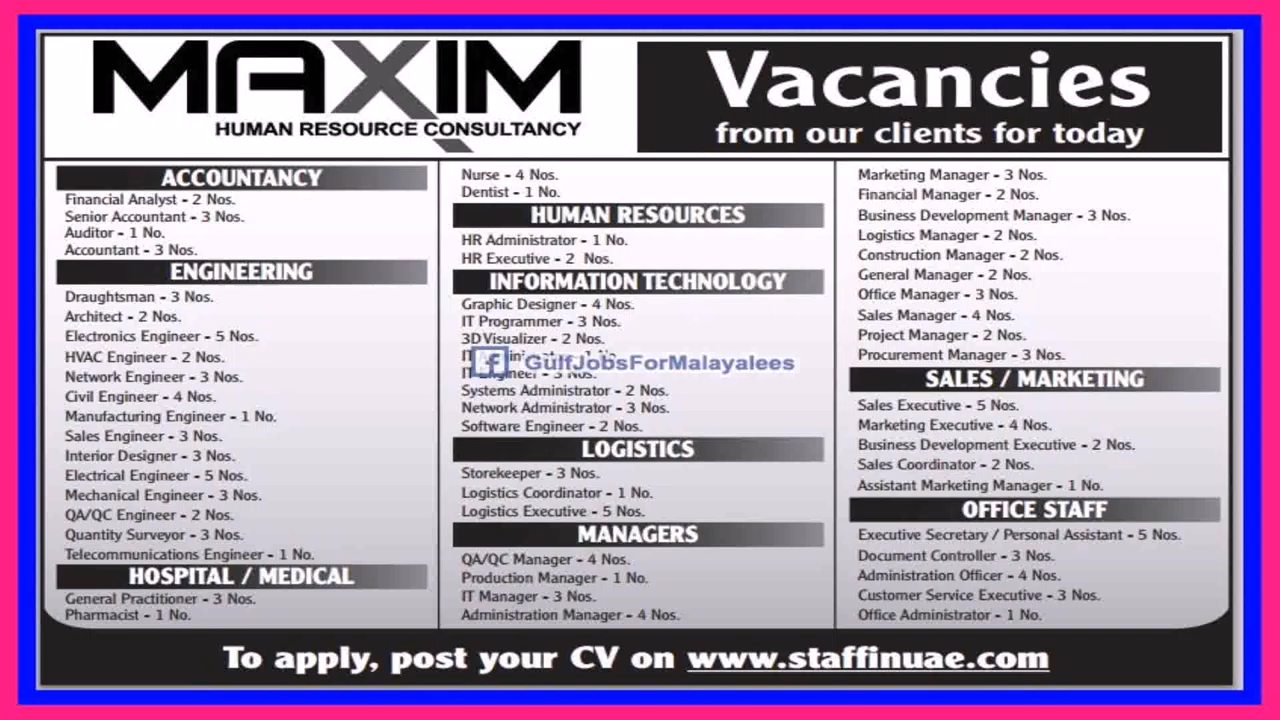 MAXIM
HUMAN RESOURCE CONSULTANCY
Vacancies
from our clients for today
ACCOUNTANCY
Financial Analyst - 2 Nos.
Senior Accountant - 3 Nos.
Auditor - 1 No.
Accountant - 3 Nos.
ENGINEERING
Draughtsman - 3 Nos.
Architect - 2 Nos.
Electronics Engineer - 5 Nos.
HVAC Engineer - 2 Nos.
Network Engineer - 3 Nos.
Civil Engineer - 4 Nos.
Manufacturing Engineer - 1 No.
Sales Engineer - 3 Nos.
Interior Designer - 3 Nos.
Electrical Engineer - 5 Nos.
Mechanical Engineer - 3 Nos.
QA/QC Engineer - 2 Nos.
Quantity Surveyor - 3 Nos.
Telecommunications Engineer - 1 No.
HOSPITAL / MEDICAL
General Practitioner - 3 Nos.
Pharmacist - 1 No.
Nurse - 4 Nos.
Dentist - 1 No.
HUMAN RESOURCES
HR Administrator - 1 No.
HR Executive - 2 Nos.
INFORMATION TECHNOLOGY
Graphic Designer - 4 Nos.
IT Programmer - 3 Nos.
3D Visualizer - 2 Nos.
GulfJobsForMalayalees
IT Engineer - 3 Nos.
Systems Administrator - 2 Nos.
Network Administrator - 3 Nos.
Software Engineer - 2 Nos.
LOGISTICS
Storekeeper - 3 Nos.
Logistics Coordinator - 1 No.
Logistics Executive - 5 Nos.
MANAGERS
QA/QC Manager - 4 Nos.
Production Manager - 1 No.
IT Manager - 3 Nos.
Administration Manager - 4 Nos.
Marketing Manager - 3 Nos.
Financial Manager - 2 Nos.
Business Development Manager - 3 Nos.
Logistics Manager - 2 Nos.
Construction Manager - 2 Nos.
General Manager - 2 Nos.
Office Manager - 3 Nos.
Sales Manager - 4 Nos.
Project Manager - 2 Nos.
Procurement Manager - 3 Nos.
SALES / MARKETING
Sales Executive - 5 Nos.
Marketing Executive - 4 Nos.
Business Development Executive - 2 Nos.
Sales Coordinator - 2 Nos.
Assistant Marketing Manager - 1 No.
OFFICE STAFF
Executive Secretary / Personal Assistant - 5 Nos.
Document Controller - 3 Nos.
Administration Officer - 4 Nos.
Customer Service Executive - 3 Nos.
Office Administrator - 1 No.
To apply, post your CV on www.staffinuae.com